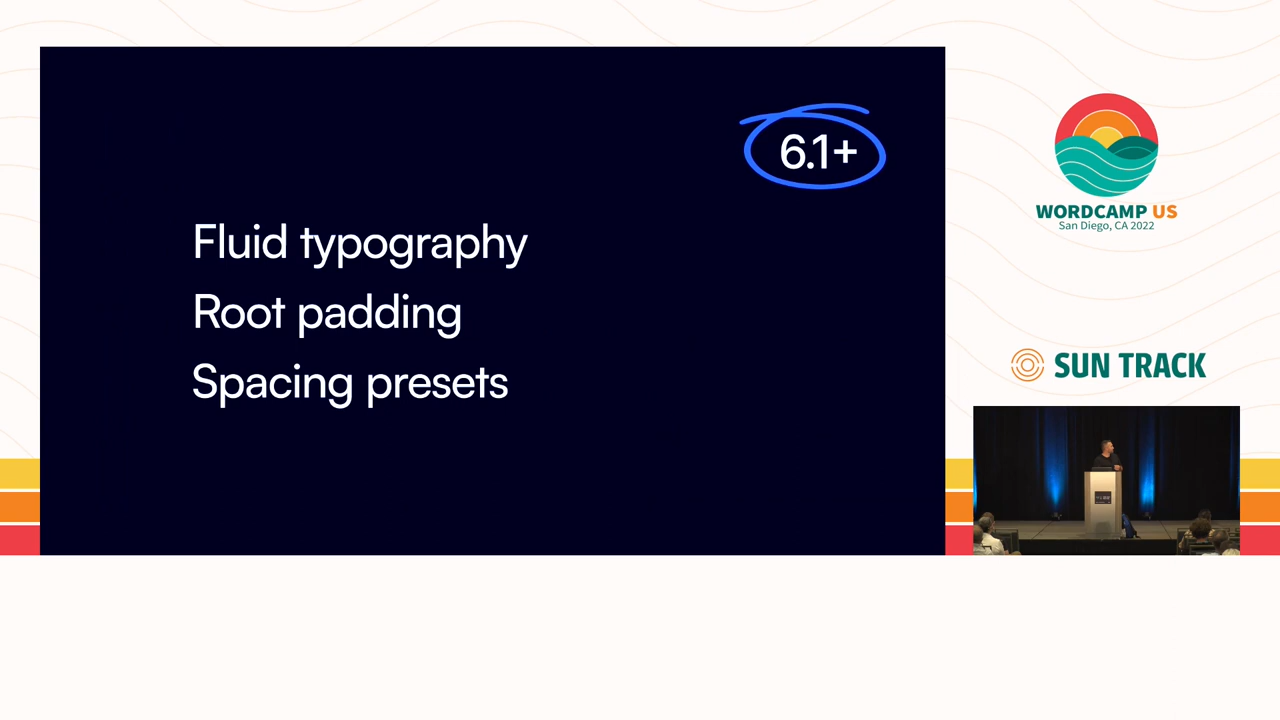 6.1+
Fluid typography
Root padding
Spacing presets
WORDCAMP US
San Diego, CA 2022
SUN TRACK